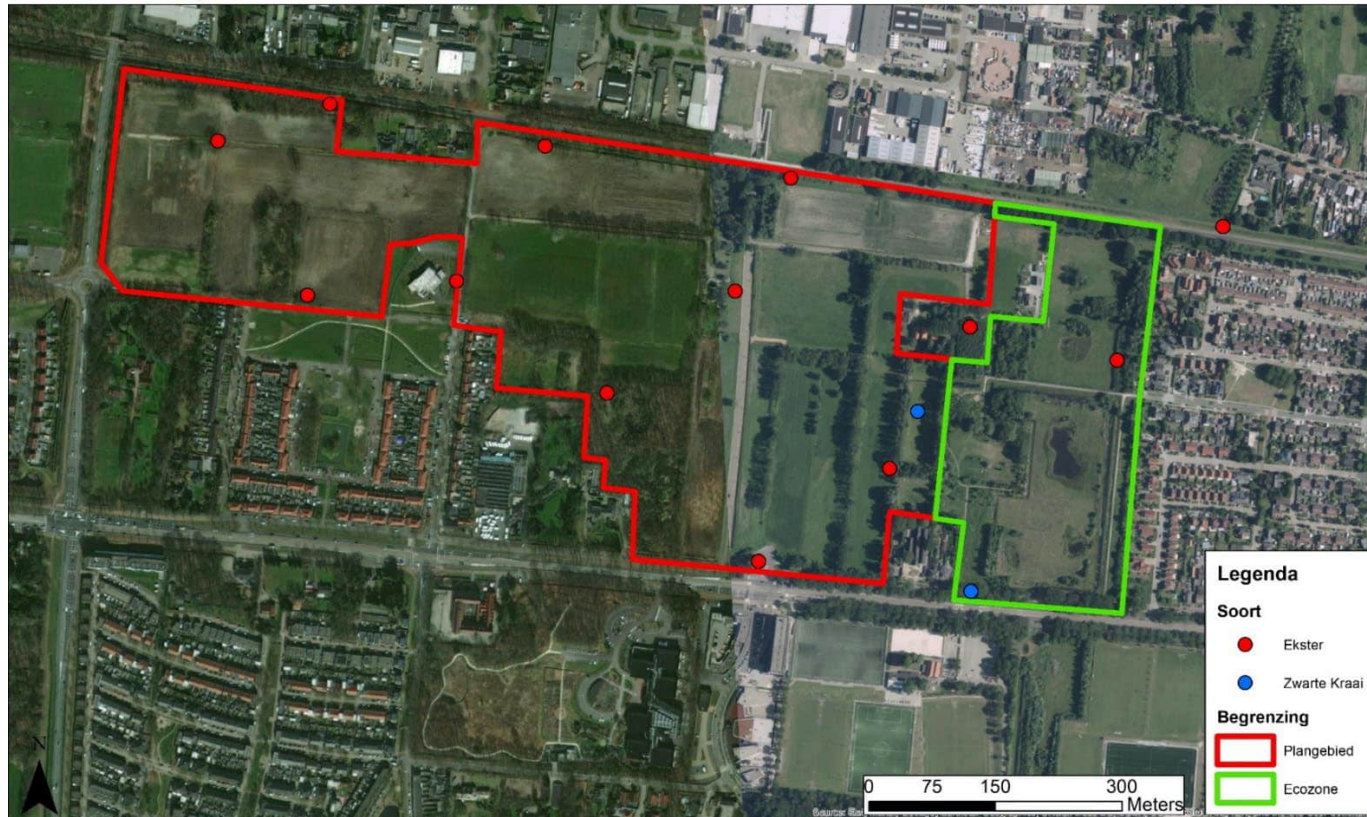 Legenda
Soort
Ekster
Zwarte Kraai
Begrenzing
Plangebied
Ecozone
N
0 75 150 300
Meters